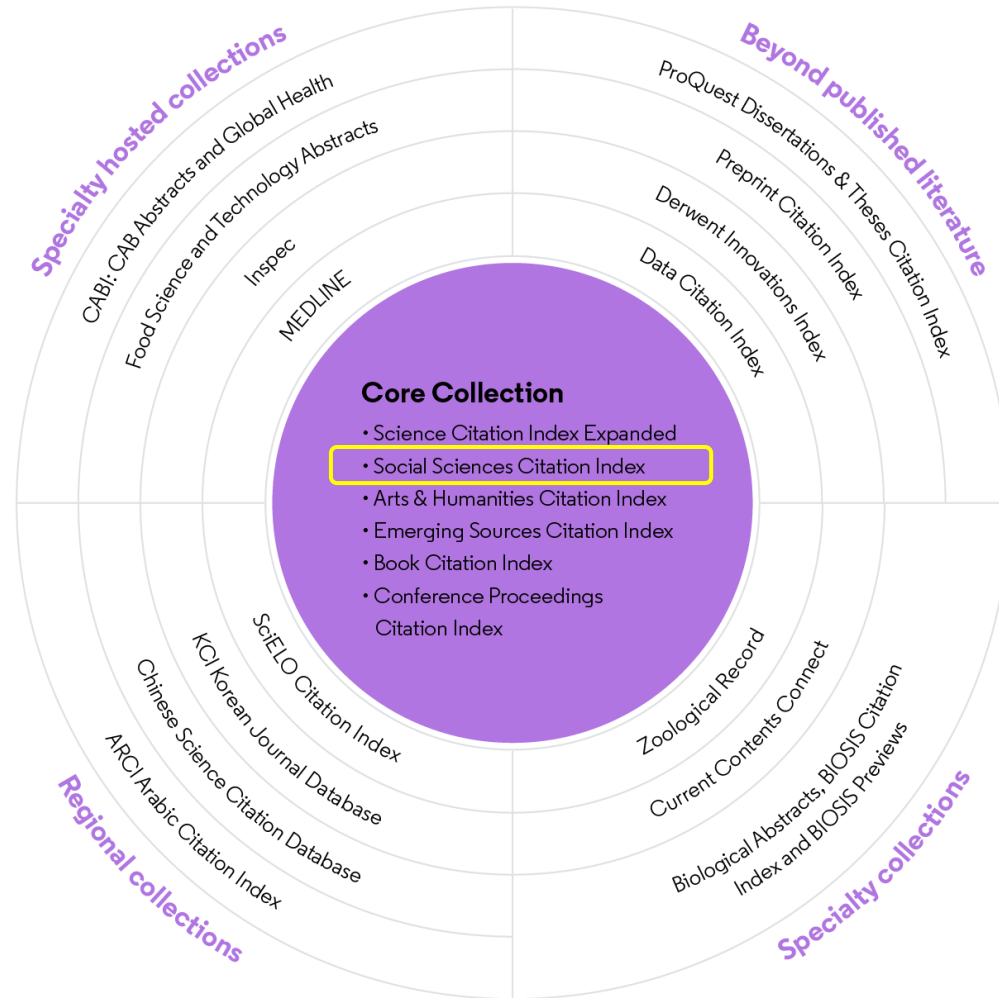 Specialty hosted collections
CABI: CAB Abstracts and Global Health
Food Science and Technology Abstracts
Inspec
MEDLINE
Beyond published literature
ProQuest Dissertations & Theses Citation Index
Preprint Citation Index
Derwent Innovations Index
Data Citation Index
Core Collection
• Science Citation Index Expanded
• Social Sciences Citation Index
• Arts & Humanities Citation Index
• Emerging Sources Citation Index
• Book Citation Index
• Conference Proceedings
Citation Index
SciELO Citation Index
KCI Korean Journal Database
Chinese Science Citation Database
ARCI Arabic Citation Index
Regional collections
Zoological Record
Current Contents Connect
Biological Abstracts, BIOSIS Citation
Index and BIOSIS Previews
Specialty collections